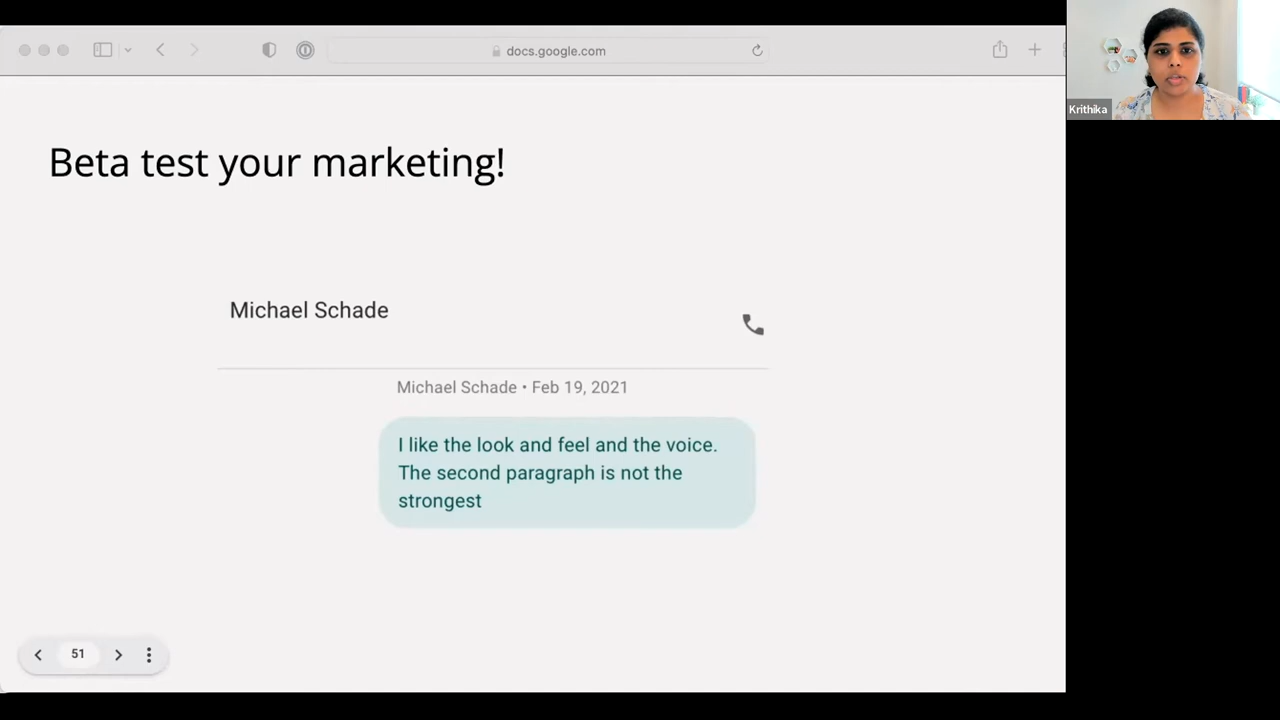 docs.google.com
Krithika
Beta test your marketing!
Michael Schade
Michael Schade • Feb 19, 2021
I like the look and feel and the voice.
The second paragraph is not the
strongest
51